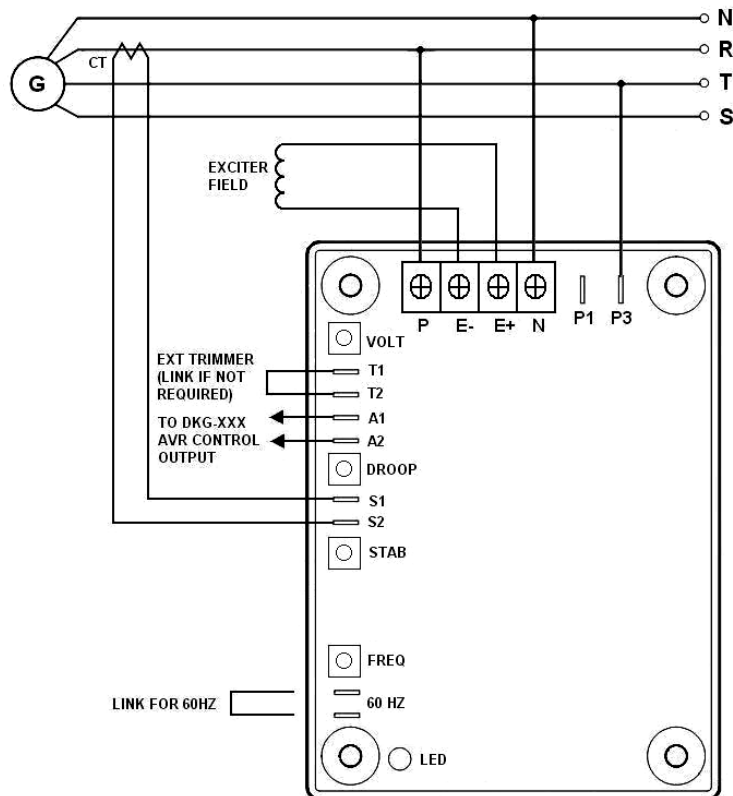 N
R
T
S
G
CT
EXCITER
FIELD
P
E-
E+
N
P1
P3
VOLT
EXT TRIMMER
(LINK IF NOT
REQUIRED)
T1
T2
TO DKG-XXX
AVR CONTROL
OUTPUT
A1
A2
DROOP
S1
S2
STAB
FREQ
LINK FOR 60HZ
60 HZ
LED